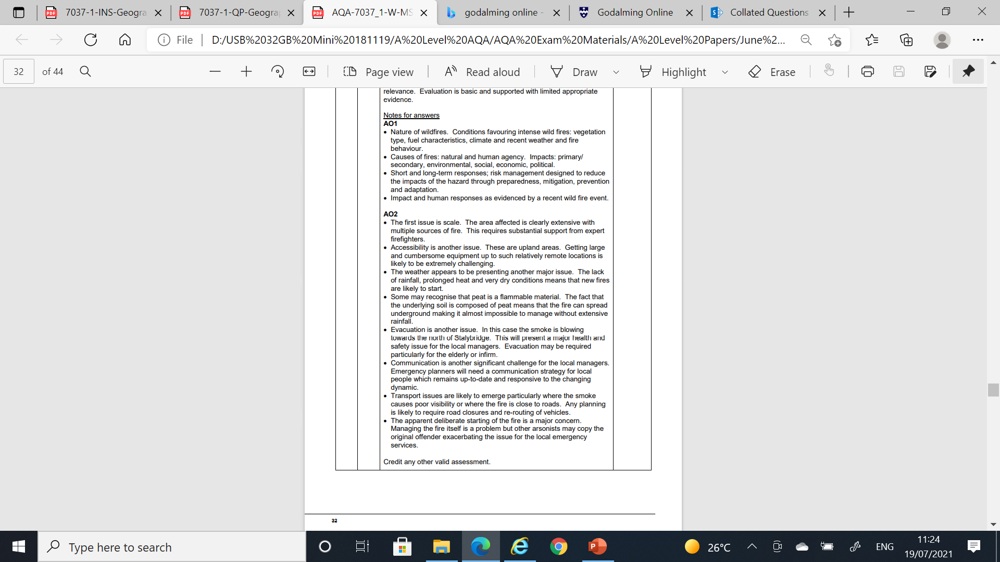 7037-1-INS-Geogra
7037-1-QP-Geogra
AQA-7037_1-W-MS
godalming online -
Godalming Online
Collated Questions
File
D:/USB%2032GB%20Mini%20181119/A%20Level%20AQA/AQA%20Exam%20Materials/A%20Level%20Papers/June%2...
32 of 44
Page view
Read aloud
Draw
Highlight
Erase
relevance. Evaluation is basic and supported with limited appropriate
evidence.
Notes for answers
AO1
• Nature of wildfires. Conditions favouring intense wild fires: vegetation
type, fuel characteristics, climate and recent weather and fire
behaviour.
• Causes of fires: natural and human agency. Impacts: primary/
secondary, environmental, social, economic, political.
• Short and long-term responses; risk management designed to reduce
the impacts of the hazard through preparedness, mitigation, prevention
and adaptation.
• Impact and human responses as evidenced by a recent wild fire event.
AO2
• The first issue is scale. The area affected is clearly extensive with
multiple sources of fire. This requires substantial support from expert
firefighters.
• Accessibility is another issue. These are upland areas. Getting large
and cumbersome equipment up to such relatively remote locations is
likely to be extremely challenging.
• The weather appears to be presenting another major issue. The lack
of rainfall, prolonged heat and very dry conditions means that new fires
are likely to start.
• Some may recognise that peat is a flammable material. The fact that
the underlying soil is composed of peat means that the fire can spread
underground making it almost impossible to manage without extensive
rainfall.
• Evacuation is another issue. In this case the smoke is blowing
towards the north of Stalybridge. This will present a major health and
safety issue for the local managers. Evacuation may be required
particularly for the elderly or infirm.
• Communication is another significant challenge for the local managers.
Emergency planners will need a communication strategy for local
people which remains up-to-date and responsive to the changing
dynamic.
• Transport issues are likely to emerge particularly where the smoke
causes poor visibility or where the fire is close to roads. Any planning
is likely to require road closures and re-routing of vehicles.
• The apparent deliberate starting of the fire is a major concern.
Managing the fire itself is a problem but other arsonists may copy the
original offender exacerbating the issue for the local emergency
services.
Credit any other valid assessment.
32
Type here to search
26°C
ENG
11:24
19/07/2021